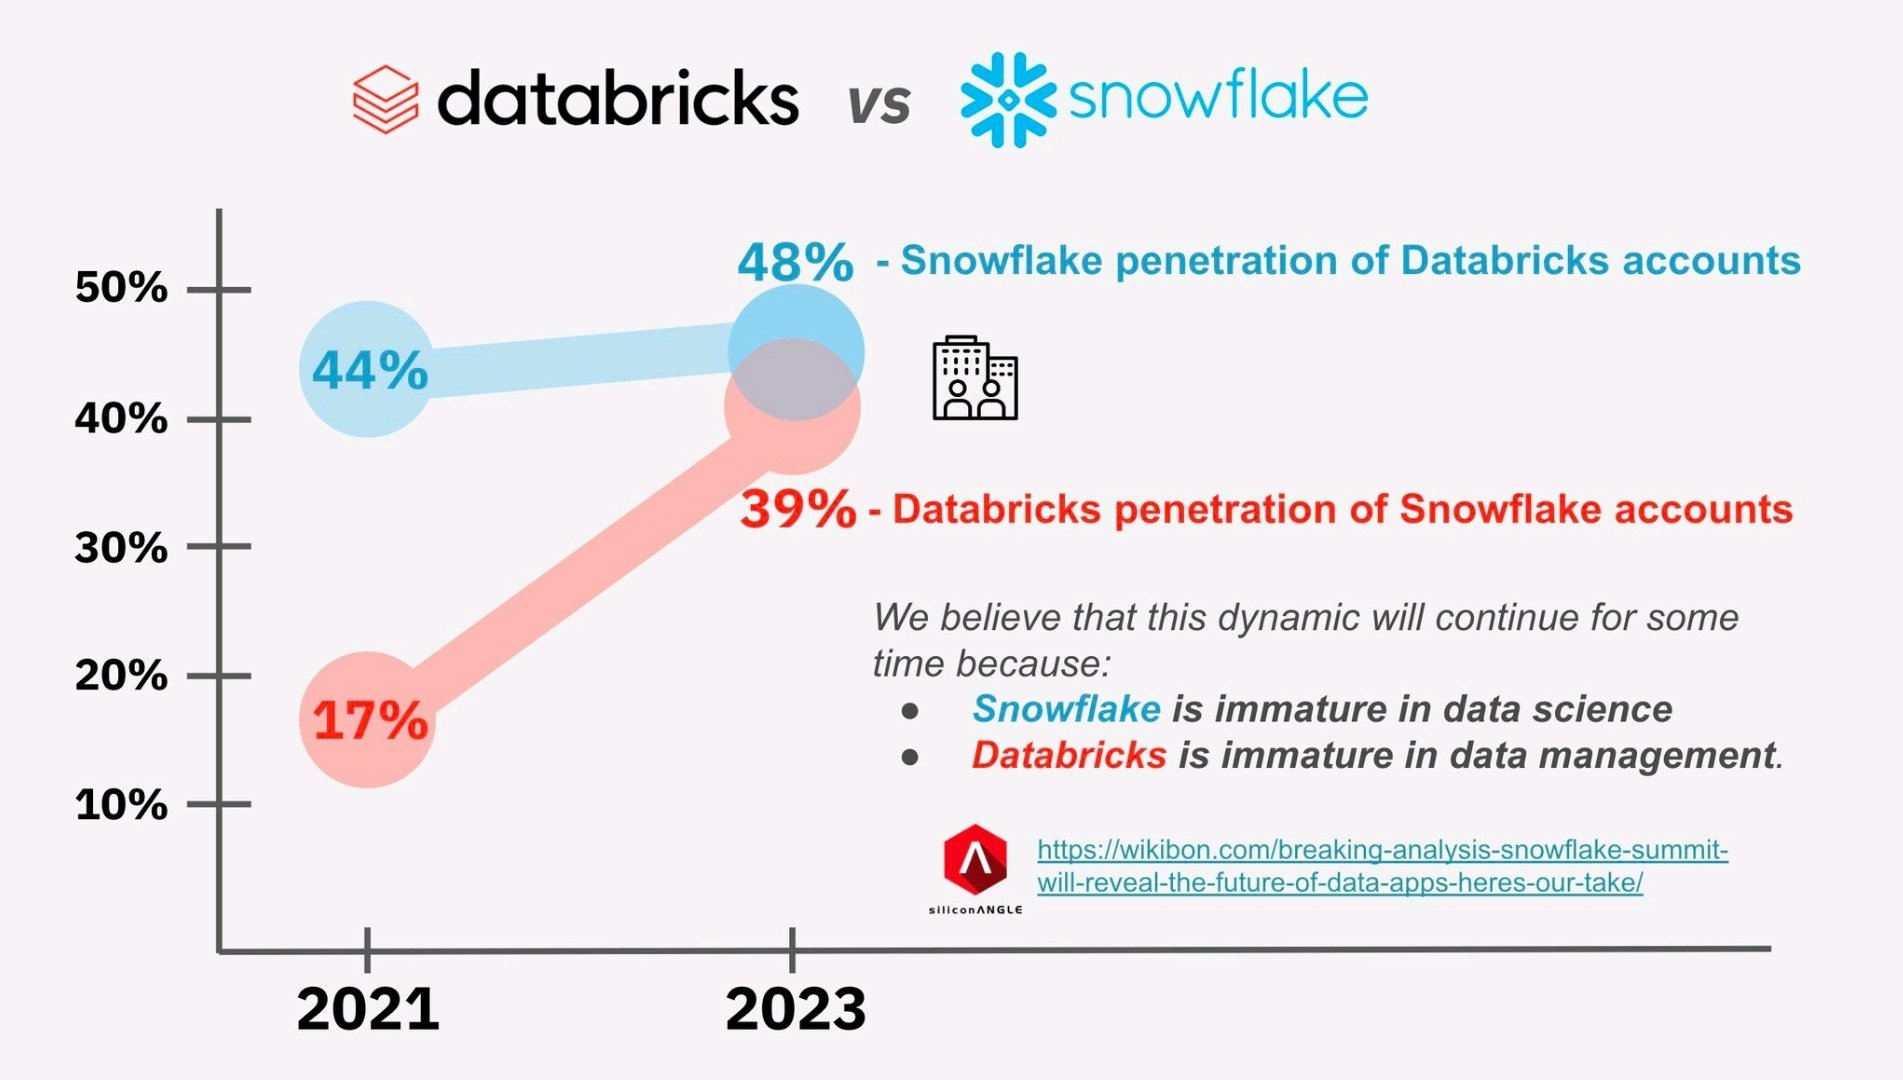 databricks vs snowflake
50%
40%
30%
20%
10%
44%
17%
48% - Snowflake penetration of Databricks accounts
39% - Databricks penetration of Snowflake accounts
We believe that this dynamic will continue for some
time because:
● Snowflake is immature in data science
● Databricks is immature in data management.
siliconANGLE
https://wikibon.com/breaking-analysis-snowflake-summit-
will-reveal-the-future-of-data-apps-heres-our-take/
2021 2023